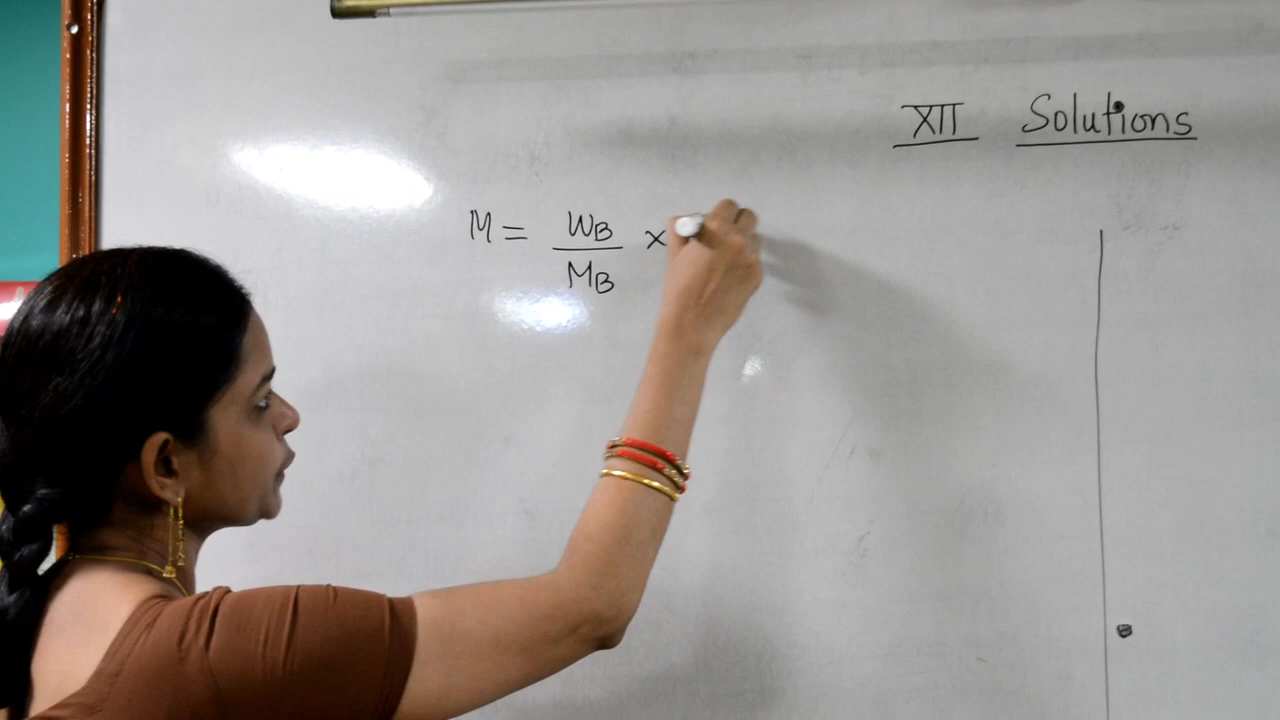 XII Solutions
M = WB / MB ×